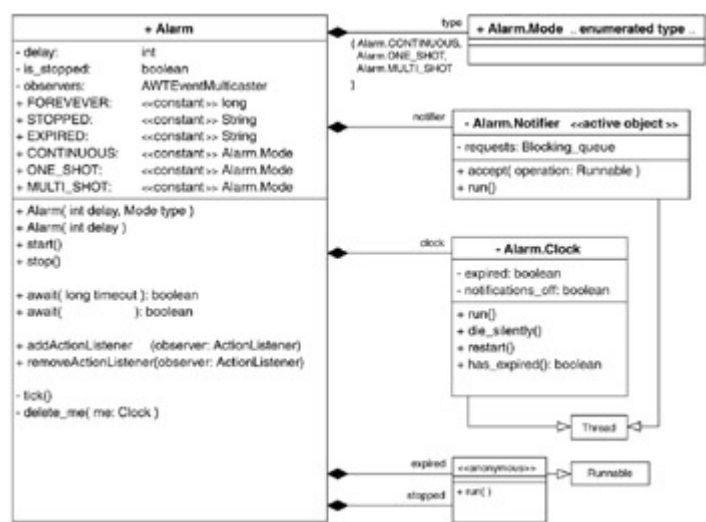 + Alarm
- delay: int
- is_stopped: boolean
- observers: AWTEventMulticaster
+ FOREVEVER: <<constant>> long
+ STOPPED: <<constant>> String
+ EXPIRED: <<constant>> String
+ CONTINUOUS: <<constant>> Alarm.Mode
+ ONE_SHOT: <<constant>> Alarm.Mode
+ MULTI_SHOT: <<constant>> Alarm.Mode
+ Alarm( int delay, Mode type )
+ Alarm( int delay )
+ start()
+ stop()
+ await( long timeout ): boolean
+ await( ): boolean
+ addActionListener (observer: ActionListener)
+ removeActionListener(observer: ActionListener)
- tick()
- delete_me( me: Clock )
type
{ Alarm.CONTINUOUS,
Alarm.ONE_SHOT,
Alarm.MULTI_SHOT
}
+ Alarm.Mode .. enumerated type ..
notifier
- Alarm.Notifier <<active object >>
- requests: Blocking_queue
+ accept( operation: Runnable )
+ run()
clock
- Alarm.Clock
- expired: boolean
- notifications_off: boolean
+ run()
+ die_silently()
+ restart()
+ has_expired(): boolean
Thread
expired
stopped
<<anonymous>>
+ run( )
Runnable